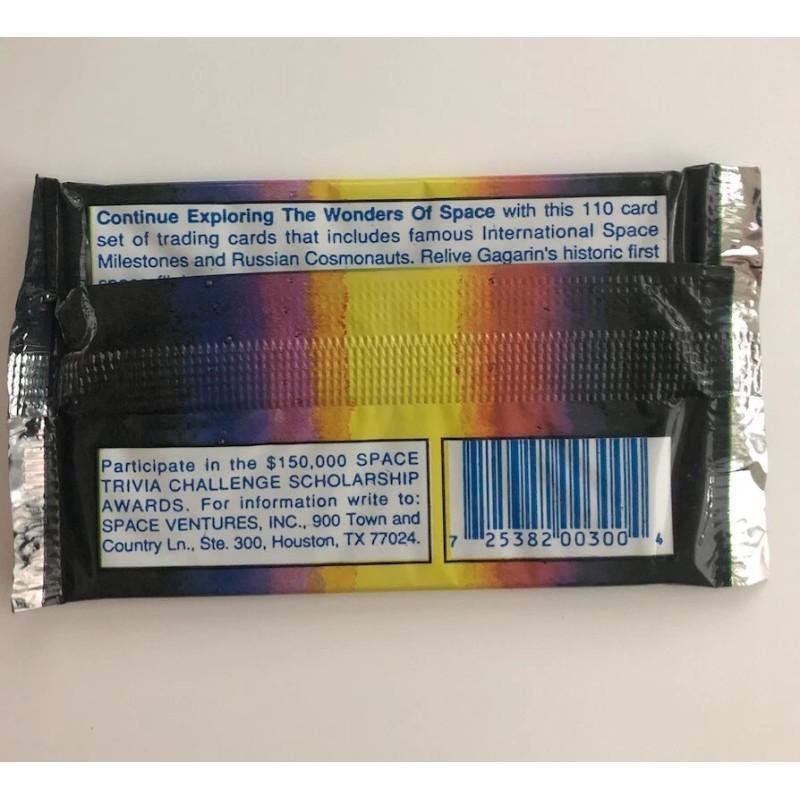 Continue Exploring The Wonders Of Space with this 110 card
set of trading cards that includes famous International Space
Milestones and Russian Cosmonauts. Relive Gagarin's historic first
Participate in the $150,000 SPACE
TRIVIA CHALLENGE SCHOLARSHIP
AWARDS. For information write to:
SPACE VENTURES, INC., 900 Town and
Country Ln., Ste. 300, Houston, TX 77024.
7 25382 00300 4